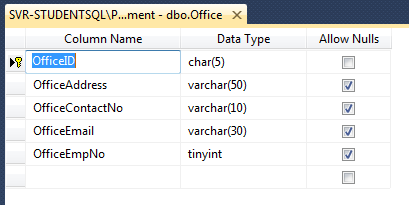 SVR-STUDENTSQL\P...ment - dbo.Office
Column Name Data Type Allow Nulls
OfficeID char(5)
OfficeAddress varchar(50)
OfficeContactNo varchar(10)
OfficeEmail varchar(30)
OfficeEmpNo tinyint